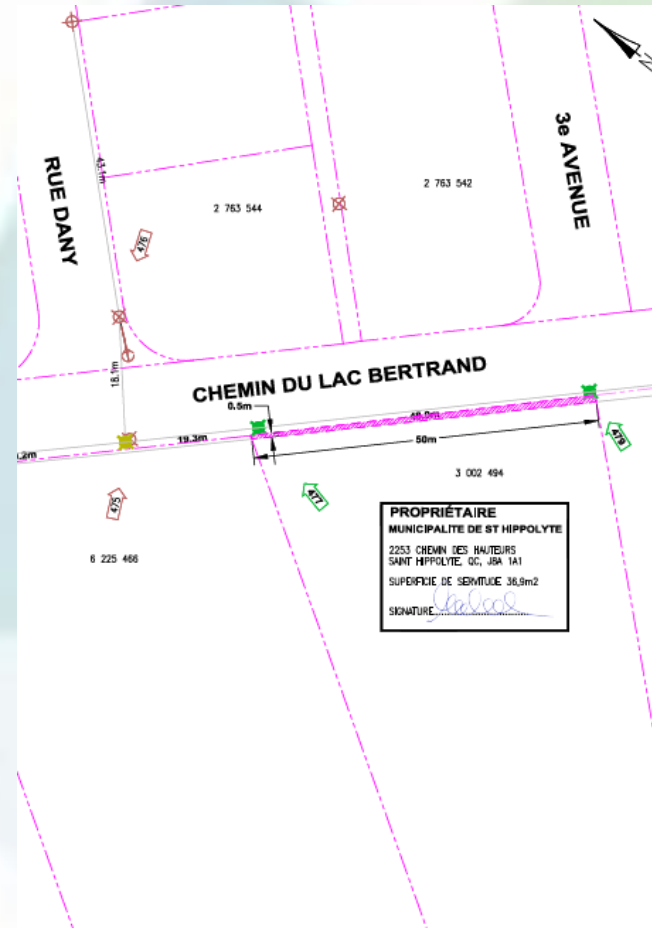 N
RUE DANY
43.1m
2 763 544
2 763 542
3e AVENUE
476
18.1m
CHEMIN DU LAC BERTRAND
0.5m
19.3m
50m
479
477
475
3 002 494
6 225 466
PROPRIÉTAIRE
MUNICIPALITE DE ST HIPPOLYTE
2253 CHEMIN DES HAUTEURS
SAINT HIPPOLYTE, QC, J8A 1A1
SUPERFICIE DE SERVITUDE 36,9m2
SIGNATURE